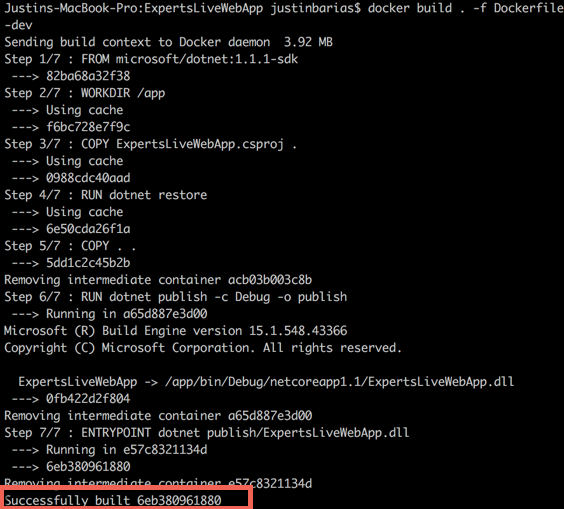 Justins-MacBook-Pro:ExpertsLiveWebApp justinbarias$ docker build . -f Dockerfile
-dev
Sending build context to Docker daemon  3.92 MB
Step 1/7 : FROM microsoft/dotnet:1.1.1-sdk
 ---> 82ba68a32f38
Step 2/7 : WORKDIR /app
 ---> Using cache
 ---> f6bc728e7f9c
Step 3/7 : COPY ExpertsLiveWebApp.csproj .
 ---> Using cache
 ---> 0988cdc40aad
Step 4/7 : RUN dotnet restore
 ---> Using cache
 ---> 6e50cda26f1a
Step 5/7 : COPY . .
 ---> 5dd1c2c45b2b
Removing intermediate container acb03b003c8b
Step 6/7 : RUN dotnet publish -c Debug -o publish
 ---> Running in a65d887e3d00
Microsoft (R) Build Engine version 15.1.548.43366
Copyright (C) Microsoft Corporation. All rights reserved.

  ExpertsLiveWebApp -> /app/bin/Debug/netcoreapp1.1/ExpertsLiveWebApp.dll
 ---> 0fb422d2f804
Removing intermediate container a65d887e3d00
Step 7/7 : ENTRYPOINT dotnet publish/ExpertsLiveWebApp.dll
 ---> Running in e57c8321134d
 ---> 6eb380961880
Removing intermediate container e57c8321134d
Successfully built 6eb380961880